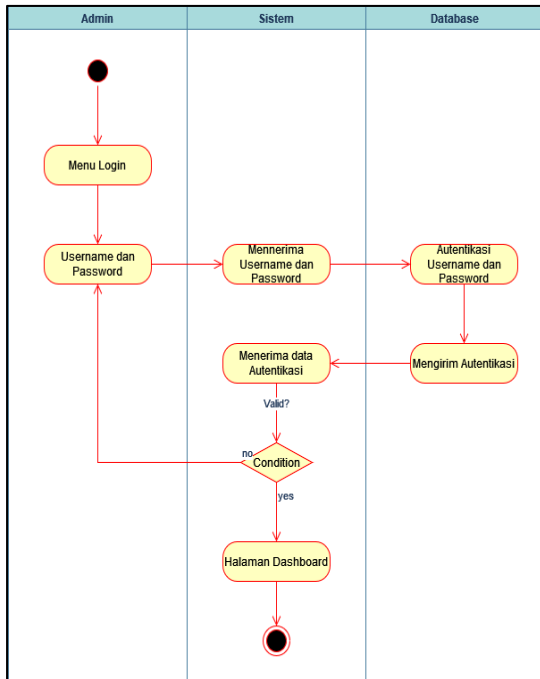 Admin
Sistem
Database
Menu Login
Username dan
Password
Mennerima
Username dan
Password
Autentikasi
Username dan
Password
Menerima data
Autentikasi
Mengirim Autentikasi
Valid?
no
Condition
yes
Halaman Dashboard